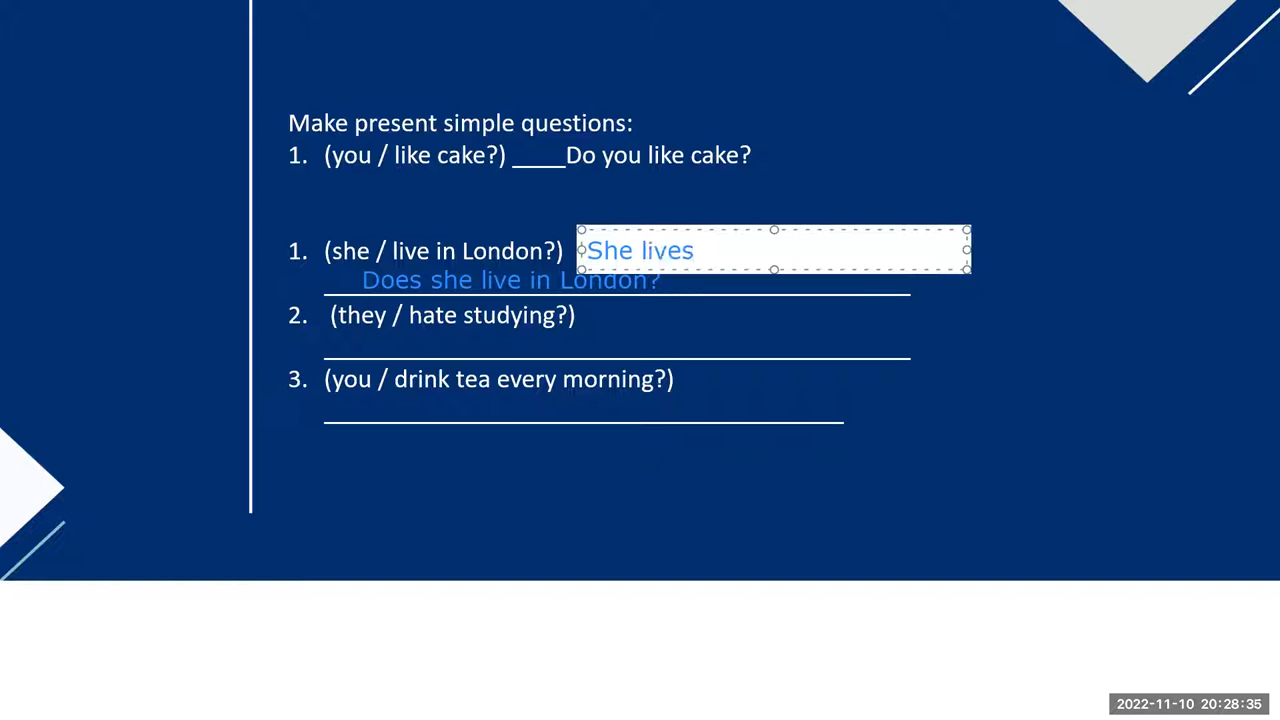 Make present simple questions:
1. (you / like cake?) ____Do you like cake?
1. (she / live in London?) She lives
Does she live in London?
2. (they / hate studying?)
3. (you / drink tea every morning?)
2022-11-10 20:28:35